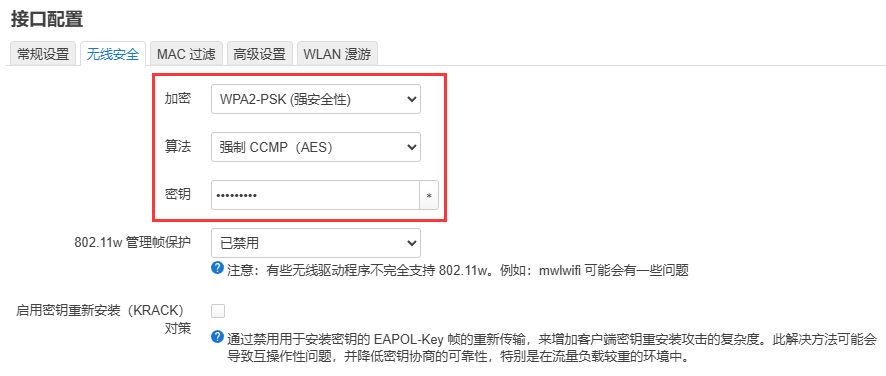 接口配置
常规设置 无线安全 MAC 过滤 高级设置 WLAN 漫游
加密 WPA2-PSK (强安全性)
算法 强制 CCMP（AES）
密钥 ••••••••• *
802.11w 管理帧保护 已禁用
注意：有些无线驱动程序不完全支持 802.11w。例如：mwlwifi 可能会有一些问题
启用密钥重新安装（KRACK）
对策
通过禁用用于安装密钥的 EAPOL-Key 帧的重新传输，来增加客户端密钥重安装攻击的复杂度。此解决方法可能会
导致互操作性问题，并降低密钥协商的可靠性，特别是在流量负载较重的环境中。